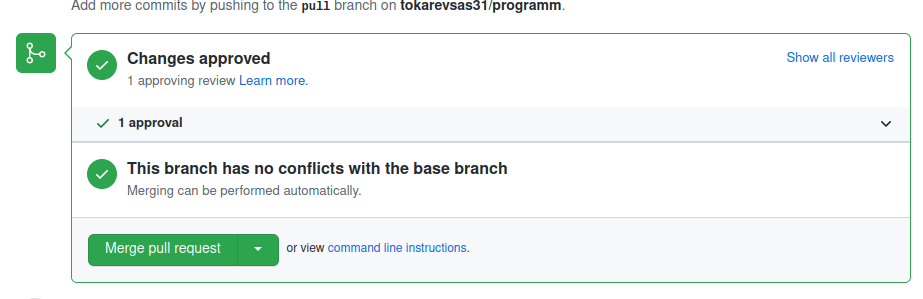 Add more commits by pushing to the pull branch on tokarevsas31/programm.
Changes approved
Show all reviewers
1 approving review Learn more.
1 approval
This branch has no conflicts with the base branch
Merging can be performed automatically.
Merge pull request
or view command line instructions.